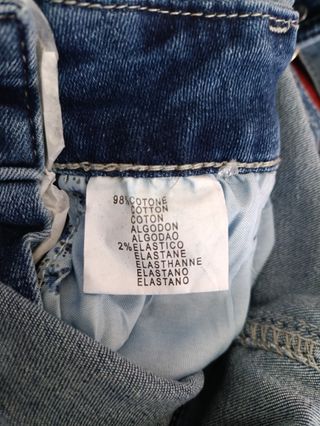 98%COTONE
COTTON
COTON
ALGODON
ALGODAO
2%ELASTICO
ELASTANE
ELASTHANNE
ELASTANO
ELASTANO